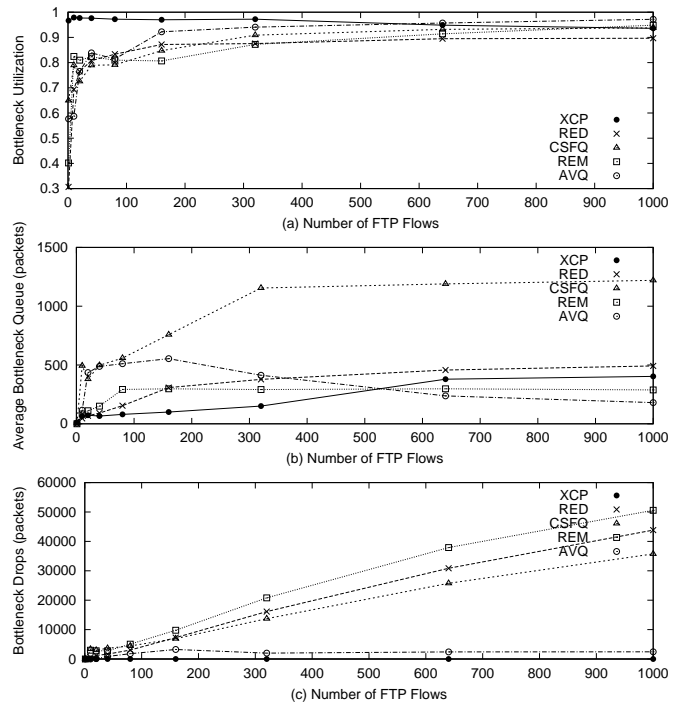 Bottleneck Utilization
1
0.9
0.8
0.7
0.6
0.5
0.4
0.3
XCP
RED
CSFQ
REM
AVQ
0 100 200 300 400 500 600 700 800 900 1000
(a) Number of FTP Flows
Average Bottleneck Queue (packets)
1500
1000
500
0
XCP
RED
CSFQ
REM
AVQ
0 100 200 300 400 500 600 700 800 900 1000
(b) Number of FTP Flows
Bottleneck Drops (packets)
60000
50000
40000
30000
20000
10000
0
XCP
RED
CSFQ
REM
AVQ
0 100 200 300 400 500 600 700 800 900 1000
(c) Number of FTP Flows